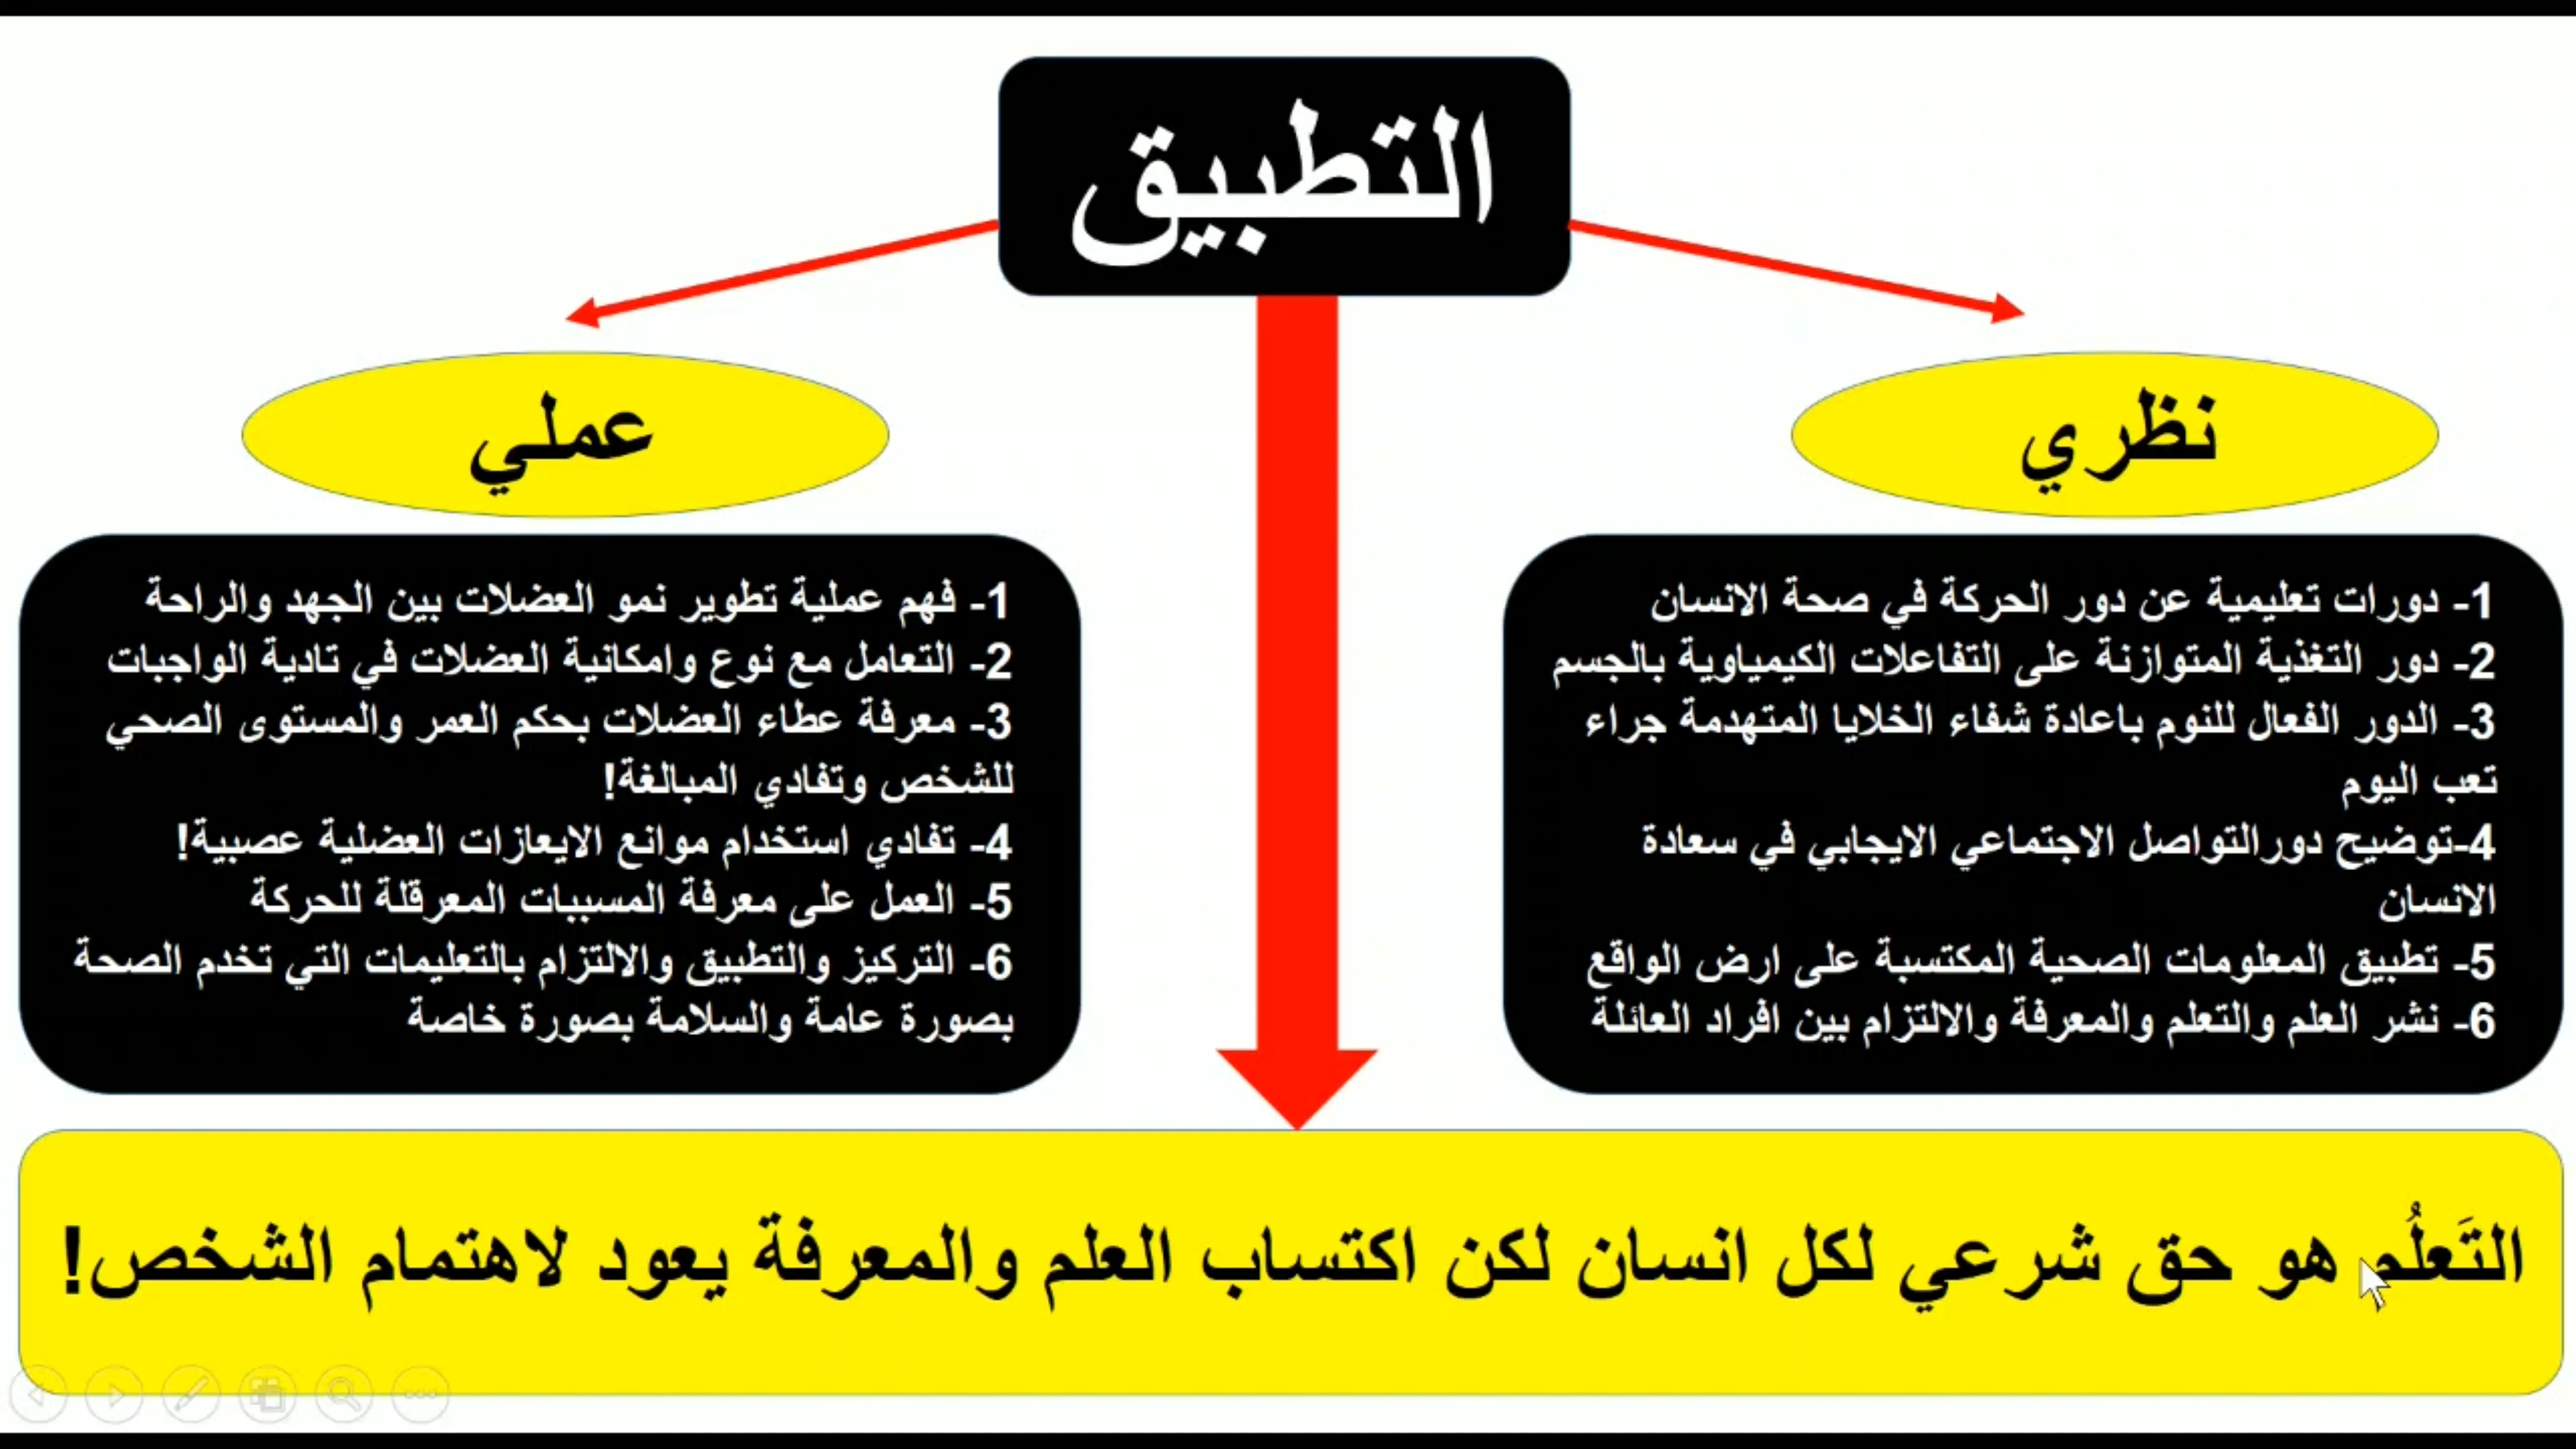 التطبيق
نظري
1- دورات تعليمية عن دور الحركة في صحة الانسان
2- دور التغذية المتوازنة على التفاعلات الكيمياوية بالجسم
3- الدور الفعال للنوم باعادة شفاء الخلايا المتهدمة جراء
تعب اليوم
4-توضيح دورالتواصل الاجتماعي الايجابي في سعادة
الانسان
5- تطبيق المعلومات الصحية المكتسبة على ارض الواقع
6- نشر العلم والتعلم والمعرفة والالتزام بين افراد العائلة
عملي
1- فهم عملية تطوير نمو العضلات بين الجهد والراحة
2- التعامل مع نوع وامكانية العضلات في تادية الواجبات
3- معرفة عطاء العضلات بحكم العمر والمستوى الصحي
للشخص وتفادي المبالغة!
4- تفادي استخدام موانع الايعازات العضلية عصبية!
5- العمل على معرفة المسببات المعرقلة للحركة
6- التركيز والتطبيق والالتزام بالتعليمات التي تخدم الصحة
بصورة عامة والسلامة بصورة خاصة
التَعلُم هو حق شرعي لكل انسان لكن اكتساب العلم والمعرفة يعود لاهتمام الشخص!